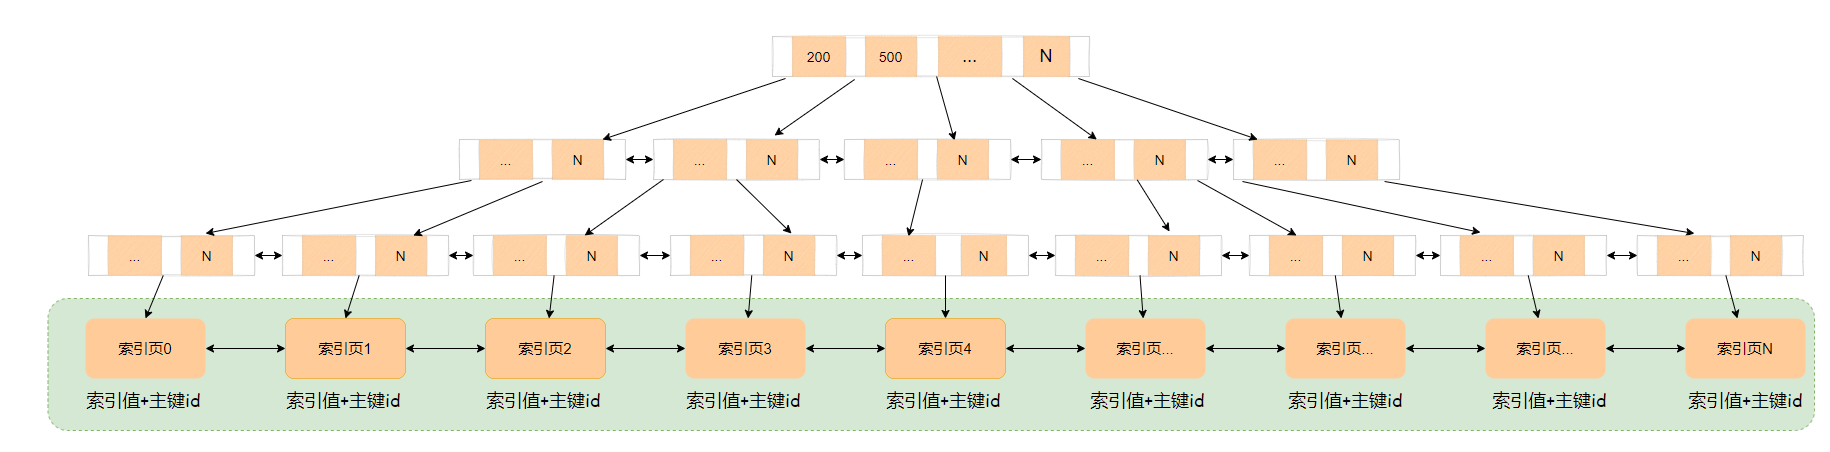 200 500 ... N
... N ... N ... N ... N ... N
... N ... N ... N ... N ... N ... N ... N ... N ... N
索引页0 索引页1 索引页2 索引页3 索引页4 索引页... 索引页... 索引页... 索引页N
索引值+主键id 索引值+主键id 索引值+主键id 索引值+主键id 索引值+主键id 索引值+主键id 索引值+主键id 索引值+主键id 索引值+主键id